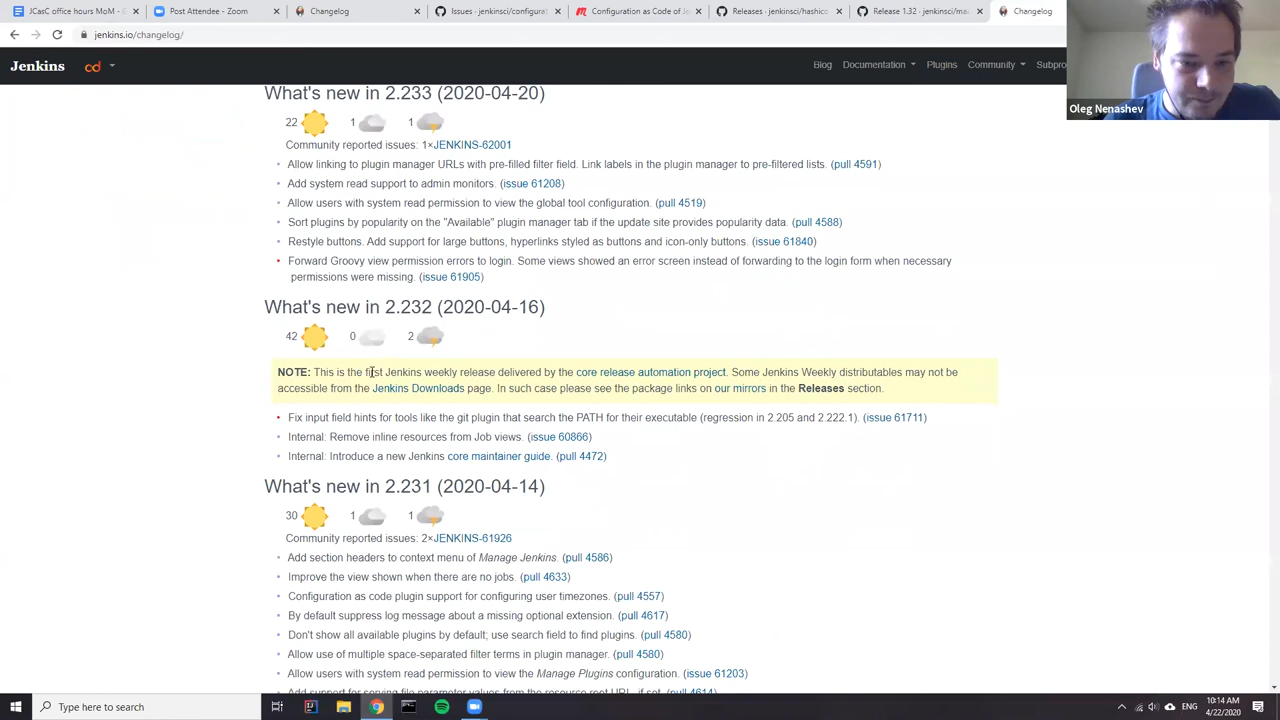 JCasC office hours MoM - G
Post Attendee - Zoom
Changelog
Issues · jenkinsci/configurat
Configuration as Code of Je
Releases · hashico
Release 1.32 · jenkinsci/ma
Changelog
jenkins.io/changelog/
Jenkins
cd
Blog
Documentation
Plugins
Community
Subpro
Oleg Nenashev
What's new in 2.233 (2020-04-20)
22 1 1
Community reported issues: 1×JENKINS-62001
Allow linking to plugin manager URLs with pre-filled filter field. Link labels in the plugin manager to pre-filtered lists. (pull 4591)
Add system read support to admin monitors. (issue 61208)
Allow users with system read permission to view the global tool configuration. (pull 4519)
Sort plugins by popularity on the "Available" plugin manager tab if the update site provides popularity data. (pull 4588)
Restyle buttons. Add support for large buttons, hyperlinks styled as buttons and icon-only buttons. (issue 61840)
Forward Groovy view permission errors to login. Some views showed an error screen instead of forwarding to the login form when necessary
permissions were missing. (issue 61905)
What's new in 2.232 (2020-04-16)
42 0 2
NOTE: This is the first Jenkins weekly release delivered by the core release automation project. Some Jenkins Weekly distributables may not be
accessible from the Jenkins Downloads page. In such case please see the package links on our mirrors in the Releases section.
Fix input field hints for tools like the git plugin that search the PATH for their executable (regression in 2.205 and 2.222.1). (issue 61711)
Internal: Remove inline resources from Job views. (issue 60866)
Internal: Introduce a new Jenkins core maintainer guide. (pull 4472)
What's new in 2.231 (2020-04-14)
30 1 1
Community reported issues: 2×JENKINS-61926
Add section headers to context menu of Manage Jenkins. (pull 4586)
Improve the view shown when there are no jobs. (pull 4633)
Configuration as code plugin support for configuring user timezones. (pull 4557)
By default suppress log message about a missing optional extension. (pull 4617)
Don't show all available plugins by default; use search field to find plugins. (pull 4580)
Allow use of multiple space-separated filter terms in plugin manager. (pull 4580)
Allow users with system read permission to view the Manage Plugins configuration. (issue 61203)
Add support for serving file parameter values from the resource root URL, if set. (pull 4614)
Type here to search
ENG
10:14 AM
4/22/2020